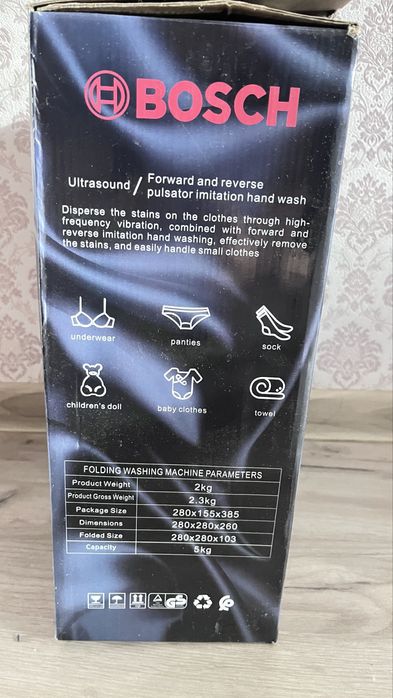 BOSCH
Ultrasound / Forward and reverse
pulsator imitation hand wash
Disperse the stains on the clothes through high-
frequency vibration, combined with forward and
reverse imitation hand washing, effectively remove
the stains, and easily handle small clothes
underwear panties sock
children's doll baby clothes towel
FOLDING WASHING MACHINE PARAMETERS
Product Weight 2kg
Product Gross Weight 2.3kg
Package Size 280x155x385
Dimensions 280x280x260
Folded Size 280x280x103
Capacity 5kg
GS